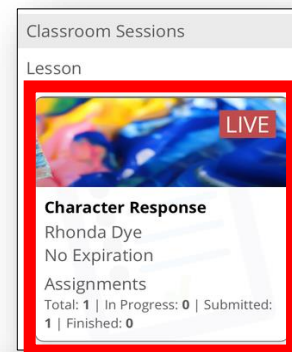 Classroom Sessions
Lesson
LIVE
Character Response
Rhonda Dye
No Expiration
Assignments
Total: 1 | In Progress: 0 | Submitted:
1 | Finished: 0